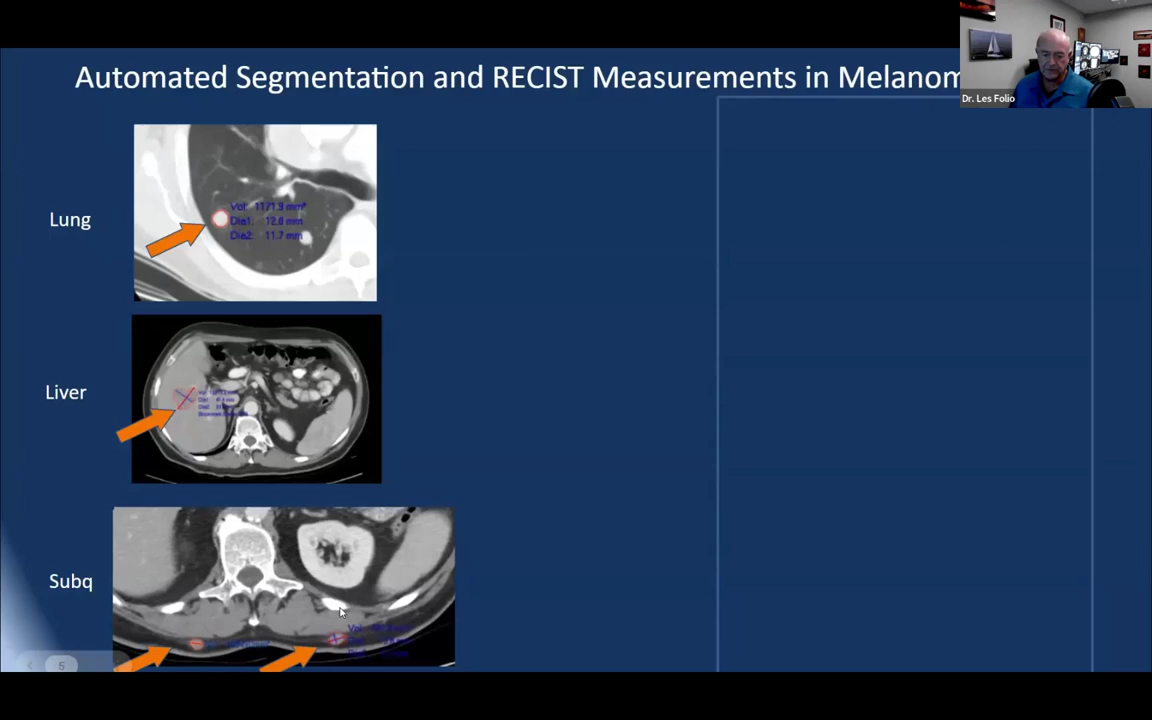 Automated Segmentation and RECIST Measurements in Melanom
Dr. Les Folio
Lung
Vol: 1171.9 mm³
Dia1: 12.8 mm
Dia2: 11.7 mm
Liver
Subq
5